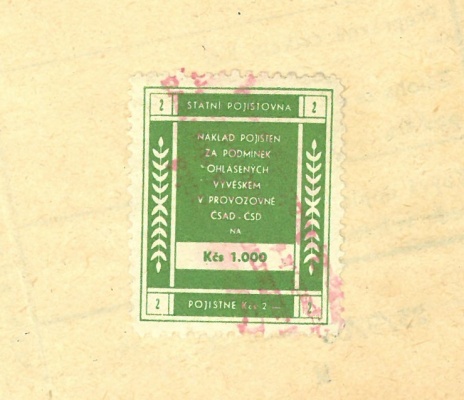 2 STÁTNÍ POJIŠŤOVNA 2
NÁKLAD POJIŠTĚN
ZA PODMÍNEK
OHLÁŠENÝCH
VÝVĚSKEM
V PROVOZOVNĚ
ČSAD - ČSD
NA
Kčs 1.000
2 POJISTNÉ Kčs 2 — 2